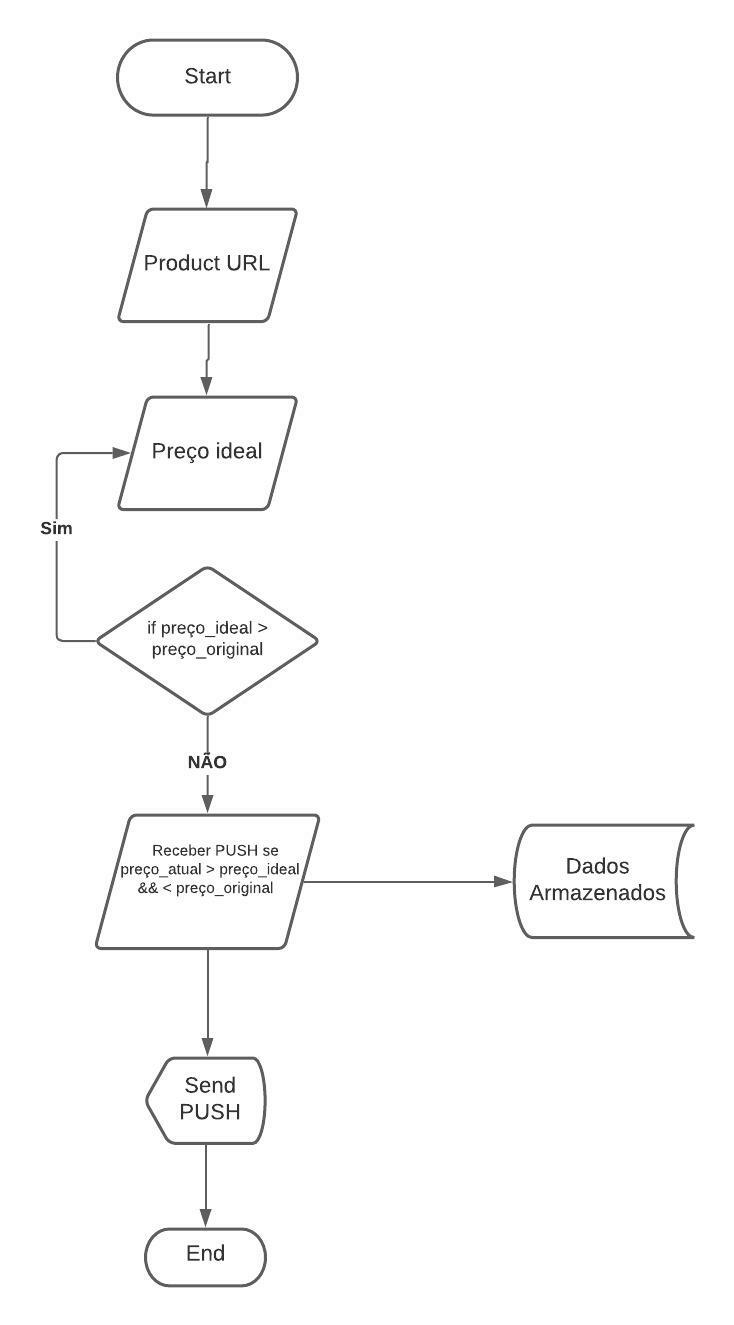 Start
Product URL
Preço ideal
Sim
if preço_ideal >
preço_original
NÃO
Receber PUSH se
preço_atual > preço_ideal
&& < preço_original
Dados
Armazenados
Send
PUSH
End